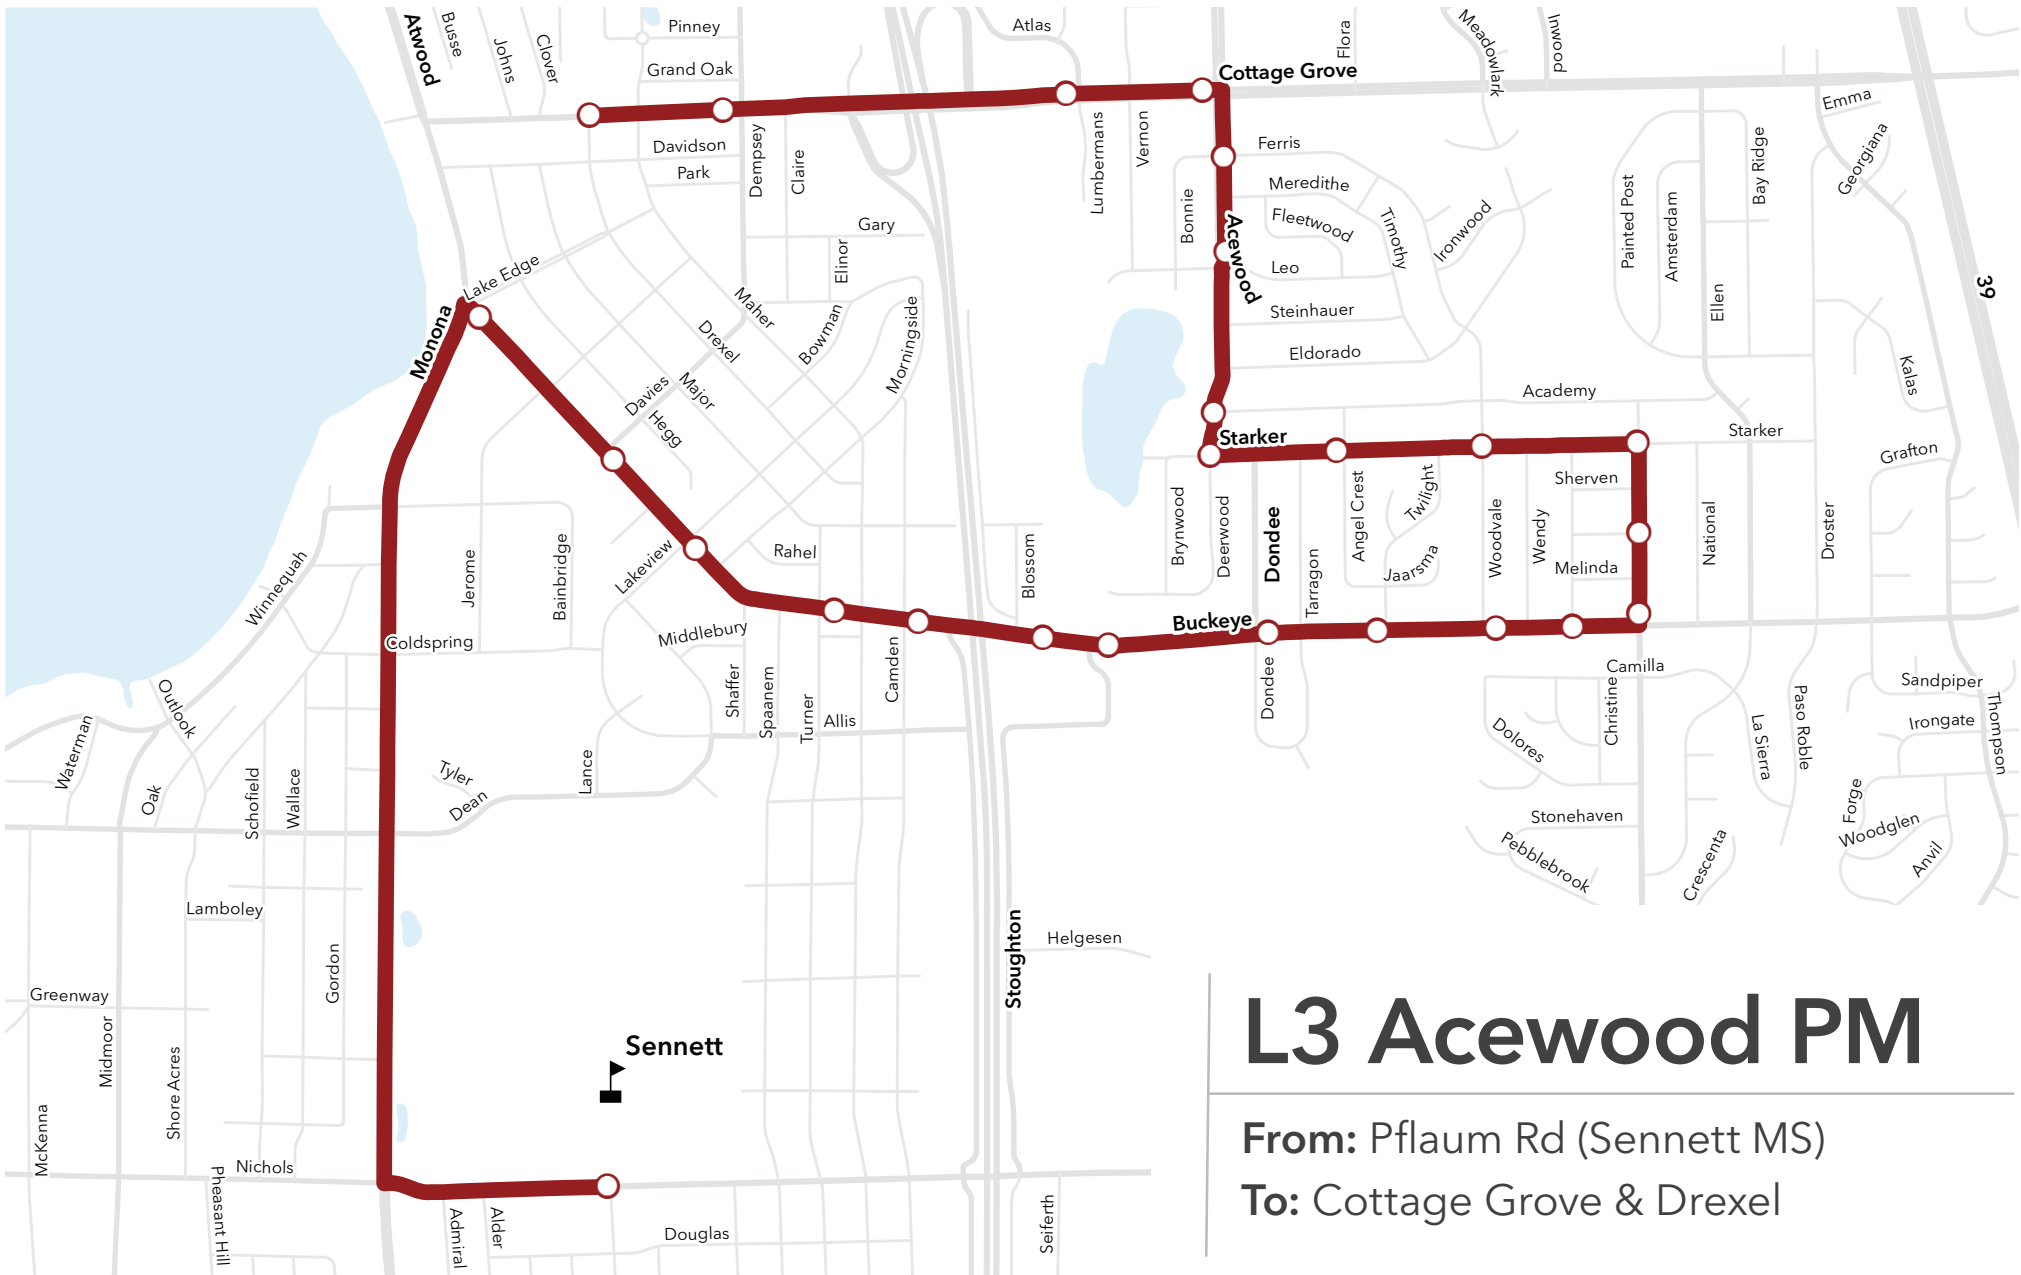 Atwood
Busse
Johns
Clover
Pinney
Grand Oak
Atlas
Cottage Grove
Flora
Meadowlark
Inwood
Emma
Georgiana
Davidson
Park
Dempsey
Claire
Lumbermans
Vernon
Bonnie
Ferris
Meredithe
Fleetwood
Timothy
Ironwood
Leo
Acewood
Steinhauer
Eldorado
Painted Post
Amsterdam
Bay Ridge
Ellen
39
Kalas
Gary
Elinor
Lake Edge
Monona
Maher
Drexel
Bowman
Morningside
Davies
Major
Hegg
Academy
Starker
Starker
Grafton
Sherven
Twilight
Angel Crest
Brynwood
Deerwood
Dondee
Tarragon
Jaarsma
Woodvale
Wendy
Melinda
National
Droster
Winnequah
Jerome
Bainbridge
Lakeview
Rahel
Blossom
Coldspring
Middlebury
Buckeye
Camilla
Shaffer
Spaanem
Turner
Camden
Allis
Dondee
Christine
Dolores
La Sierra
Paso Roble
Sandpiper
Irongate
Thompson
Outlook
Waterman
Oak
Schofield
Wallace
Tyler
Dean
Lance
Stonehaven
Pebblebrook
Crescenta
Forge
Woodglen
Anvil
Lamboley
Gordon
Stoughton
Helgesen
Greenway
Midmoor
Shore Acres
McKenna
Sennett
Nichols
Pheasant Hill
Admiral
Alder
Douglas
Seiferth
L3 Acewood PM
From: Pflaum Rd (Sennett MS)
To: Cottage Grove & Drexel